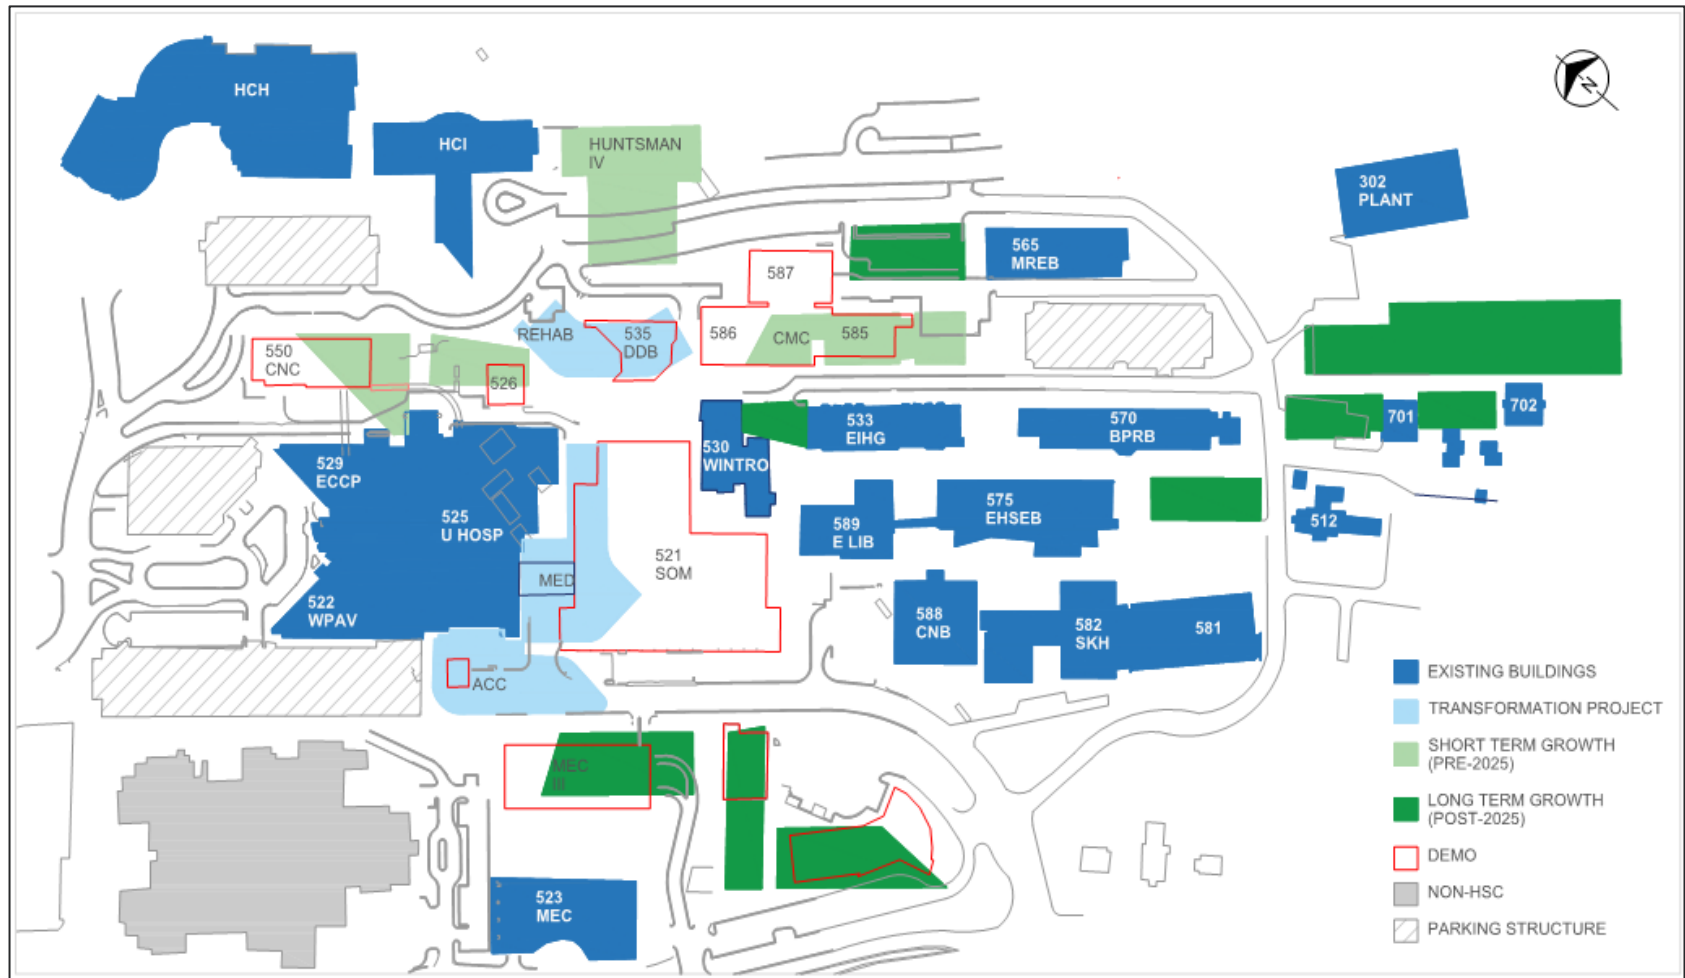 HCH
HCI
HUNTSMAN
IV
N
302
PLANT
565
MREB
587
REHAB
535
DDB
586
CMC
585
550
CNC
526
533
EIHG
570
BPRB
701
702
530
WINTRO
529
ECCP
525
U HOSP
575
EHSEB
589
E LIB
512
521
SOM
MED
522
WPAV
588
CNB
582
SKH
581
ACC
MEC
III
523
MEC
EXISTING BUILDINGS
TRANSFORMATION PROJECT
SHORT TERM GROWTH
(PRE-2025)
LONG TERM GROWTH
(POST-2025)
DEMO
NON-HSC
PARKING STRUCTURE